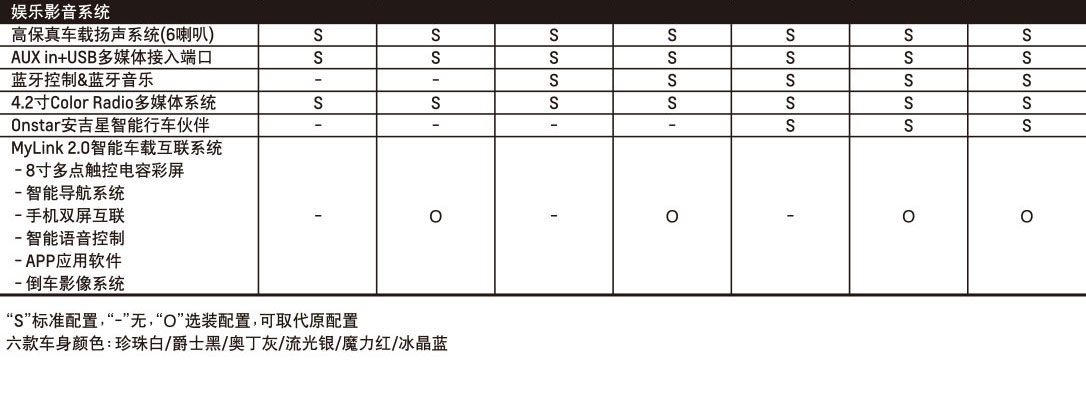 娱乐影音系统
高保真车载扬声系统(6喇叭) S S S S S S S
AUX in+USB多媒体接入端口 S S S S S S S
蓝牙控制&蓝牙音乐 - - S S S S S
4.2寸Color Radio多媒体系统 S S S S S S S
Onstar安吉星智能行车伙伴 - - - - S S S
MyLink 2.0智能车载互联系统
- 8寸多点触控电容彩屏
- 智能导航系统
- 手机双屏互联 - O - O - O O
- 智能语音控制
- APP应用软件
- 倒车影像系统
“S”标准配置,“-”无,“O”选装配置,可取代原配置
六款车身颜色:珍珠白/爵士黑/奥丁灰/流光银/魔力红/冰晶蓝